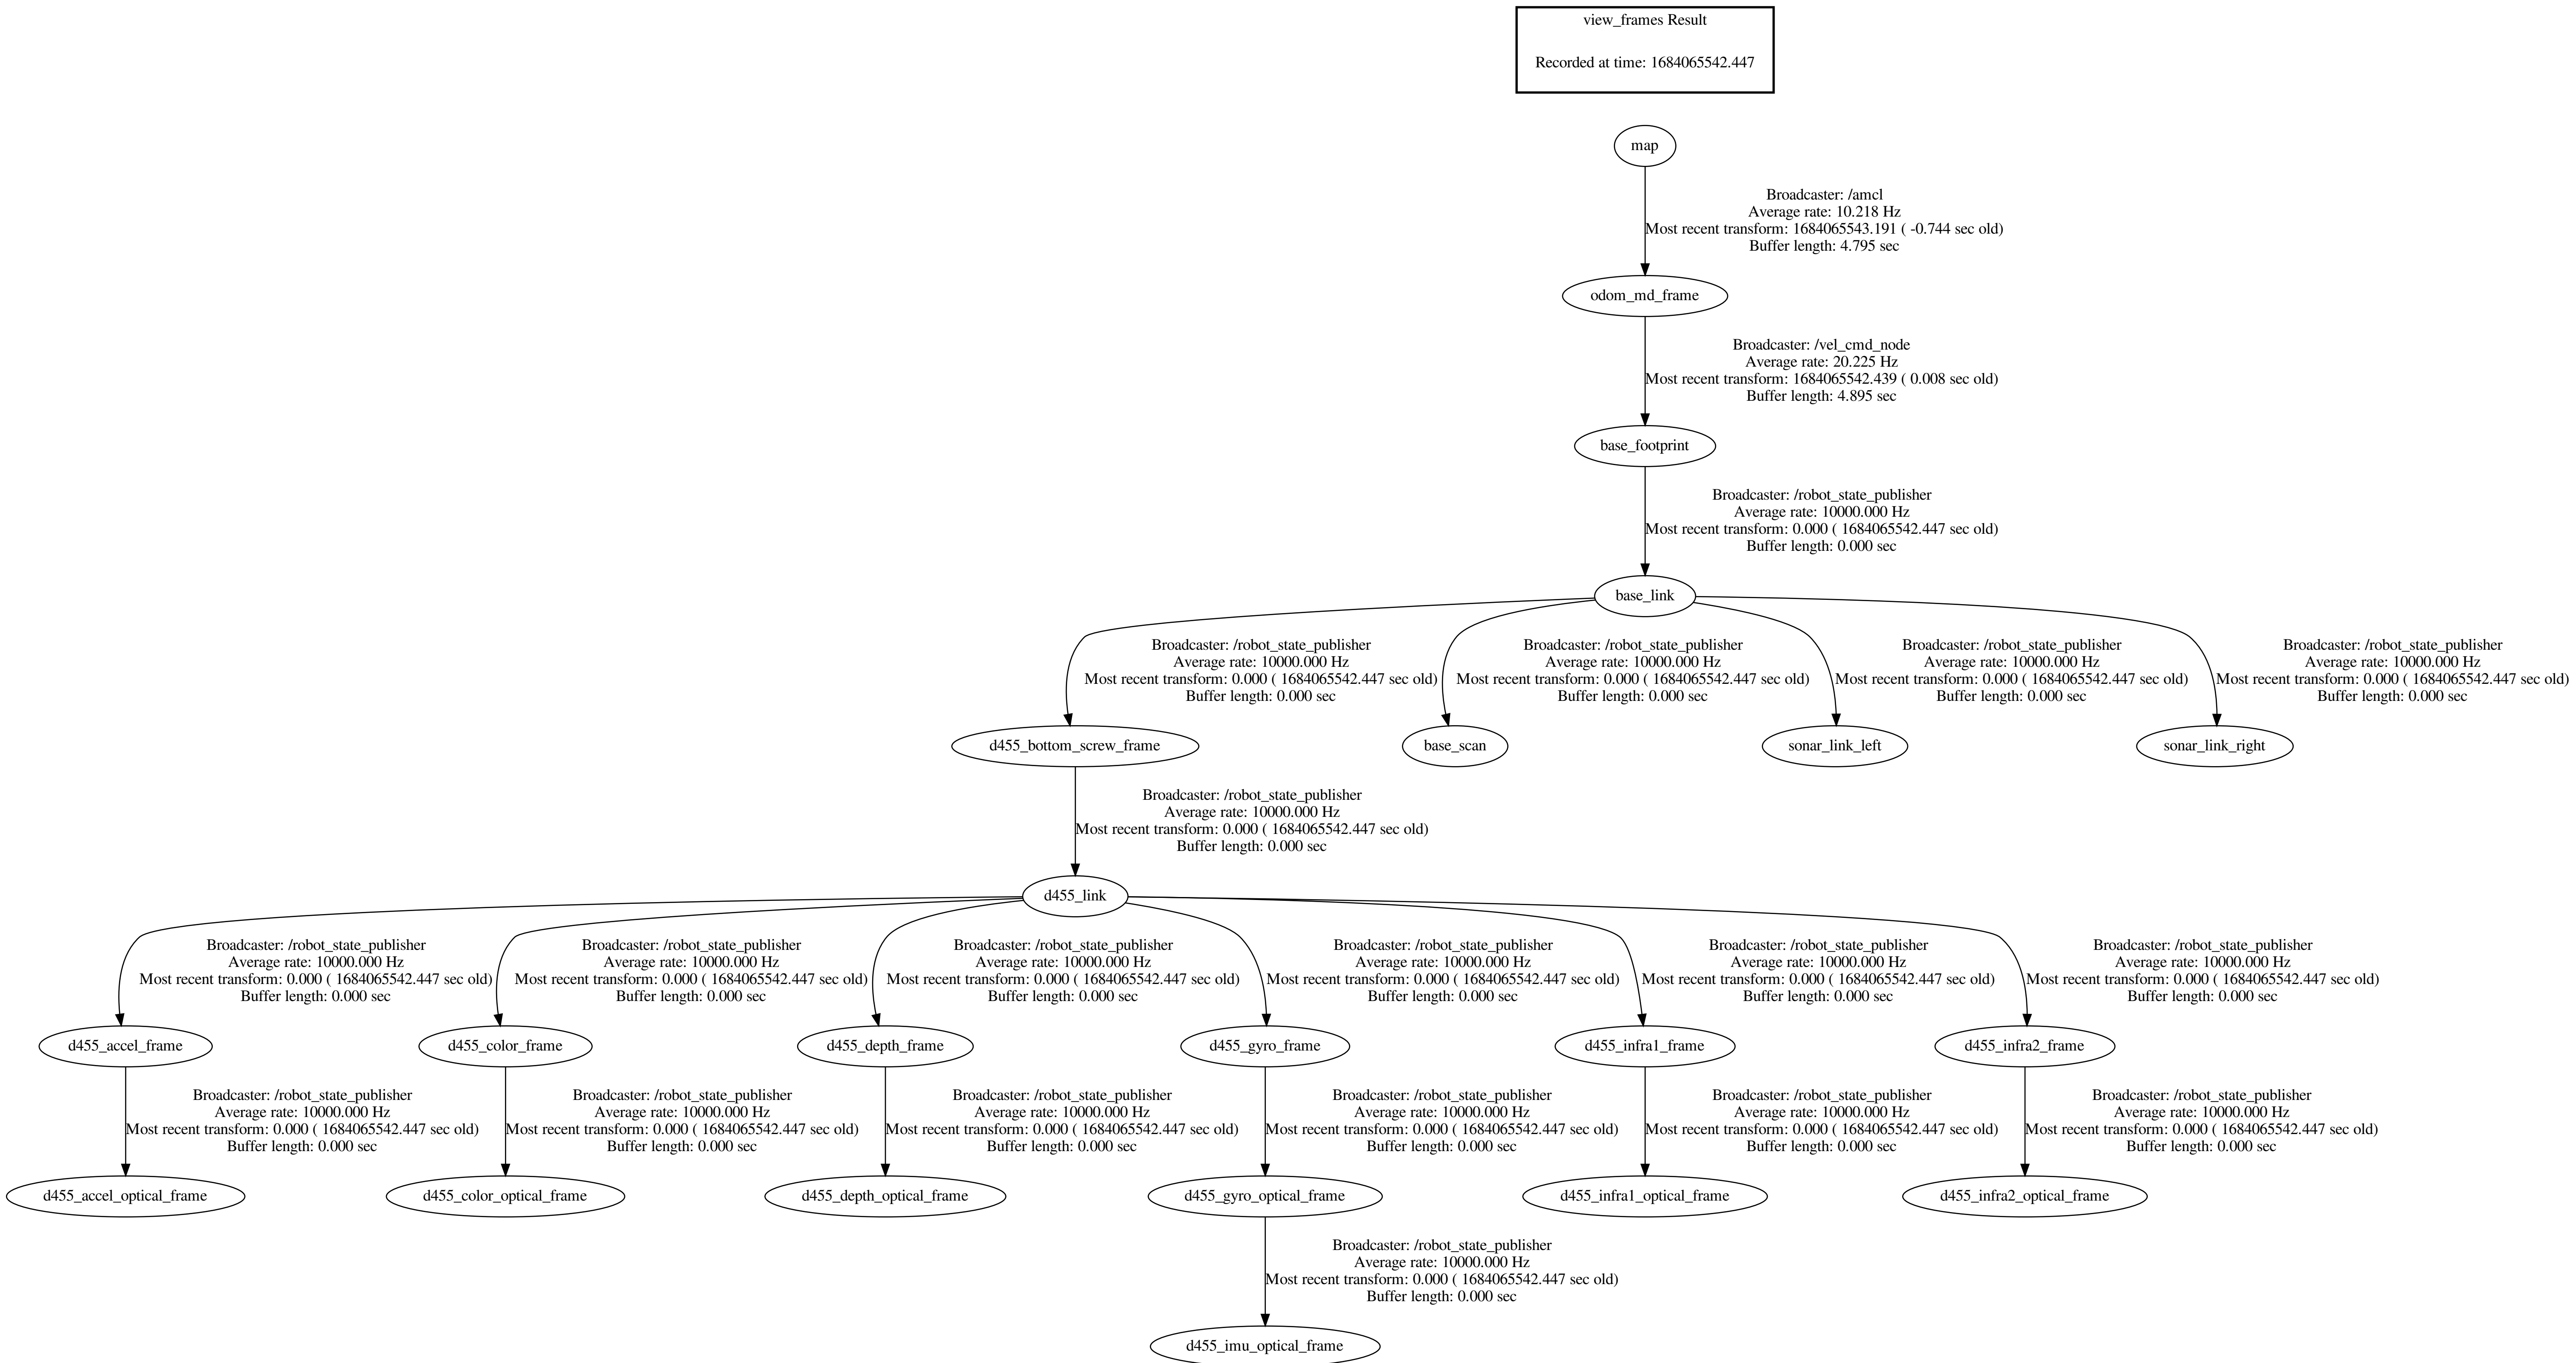 view_frames Result
Recorded at time: 1684065542.447
map
Broadcaster: /amcl
Average rate: 10.218 Hz
Most recent transform: 1684065543.191 ( -0.744 sec old)
Buffer length: 4.795 sec
odom_md_frame
Broadcaster: /vel_cmd_node
Average rate: 20.225 Hz
Most recent transform: 1684065542.439 ( 0.008 sec old)
Buffer length: 4.895 sec
base_footprint
Broadcaster: /robot_state_publisher
Average rate: 10000.000 Hz
Most recent transform: 0.000 ( 1684065542.447 sec old)
Buffer length: 0.000 sec
base_link
Broadcaster: /robot_state_publisher
Average rate: 10000.000 Hz
Most recent transform: 0.000 ( 1684065542.447 sec old)
Buffer length: 0.000 sec
Broadcaster: /robot_state_publisher
Average rate: 10000.000 Hz
Most recent transform: 0.000 ( 1684065542.447 sec old)
Buffer length: 0.000 sec
Broadcaster: /robot_state_publisher
Average rate: 10000.000 Hz
Most recent transform: 0.000 ( 1684065542.447 sec old)
Buffer length: 0.000 sec
Broadcaster: /robot_state_publisher
Average rate: 10000.000 Hz
Most recent transform: 0.000 ( 1684065542.447 sec old)
Buffer length: 0.000 sec
d455_bottom_screw_frame
base_scan
sonar_link_left
sonar_link_right
Broadcaster: /robot_state_publisher
Average rate: 10000.000 Hz
Most recent transform: 0.000 ( 1684065542.447 sec old)
Buffer length: 0.000 sec
d455_link
Broadcaster: /robot_state_publisher
Average rate: 10000.000 Hz
Most recent transform: 0.000 ( 1684065542.447 sec old)
Buffer length: 0.000 sec
Broadcaster: /robot_state_publisher
Average rate: 10000.000 Hz
Most recent transform: 0.000 ( 1684065542.447 sec old)
Buffer length: 0.000 sec
Broadcaster: /robot_state_publisher
Average rate: 10000.000 Hz
Most recent transform: 0.000 ( 1684065542.447 sec old)
Buffer length: 0.000 sec
Broadcaster: /robot_state_publisher
Average rate: 10000.000 Hz
Most recent transform: 0.000 ( 1684065542.447 sec old)
Buffer length: 0.000 sec
Broadcaster: /robot_state_publisher
Average rate: 10000.000 Hz
Most recent transform: 0.000 ( 1684065542.447 sec old)
Buffer length: 0.000 sec
Broadcaster: /robot_state_publisher
Average rate: 10000.000 Hz
Most recent transform: 0.000 ( 1684065542.447 sec old)
Buffer length: 0.000 sec
d455_accel_frame
d455_color_frame
d455_depth_frame
d455_gyro_frame
d455_infra1_frame
d455_infra2_frame
Broadcaster: /robot_state_publisher
Average rate: 10000.000 Hz
Most recent transform: 0.000 ( 1684065542.447 sec old)
Buffer length: 0.000 sec
Broadcaster: /robot_state_publisher
Average rate: 10000.000 Hz
Most recent transform: 0.000 ( 1684065542.447 sec old)
Buffer length: 0.000 sec
Broadcaster: /robot_state_publisher
Average rate: 10000.000 Hz
Most recent transform: 0.000 ( 1684065542.447 sec old)
Buffer length: 0.000 sec
Broadcaster: /robot_state_publisher
Average rate: 10000.000 Hz
Most recent transform: 0.000 ( 1684065542.447 sec old)
Buffer length: 0.000 sec
Broadcaster: /robot_state_publisher
Average rate: 10000.000 Hz
Most recent transform: 0.000 ( 1684065542.447 sec old)
Buffer length: 0.000 sec
Broadcaster: /robot_state_publisher
Average rate: 10000.000 Hz
Most recent transform: 0.000 ( 1684065542.447 sec old)
Buffer length: 0.000 sec
d455_accel_optical_frame
d455_color_optical_frame
d455_depth_optical_frame
d455_gyro_optical_frame
d455_infra1_optical_frame
d455_infra2_optical_frame
Broadcaster: /robot_state_publisher
Average rate: 10000.000 Hz
Most recent transform: 0.000 ( 1684065542.447 sec old)
Buffer length: 0.000 sec
d455_imu_optical_frame